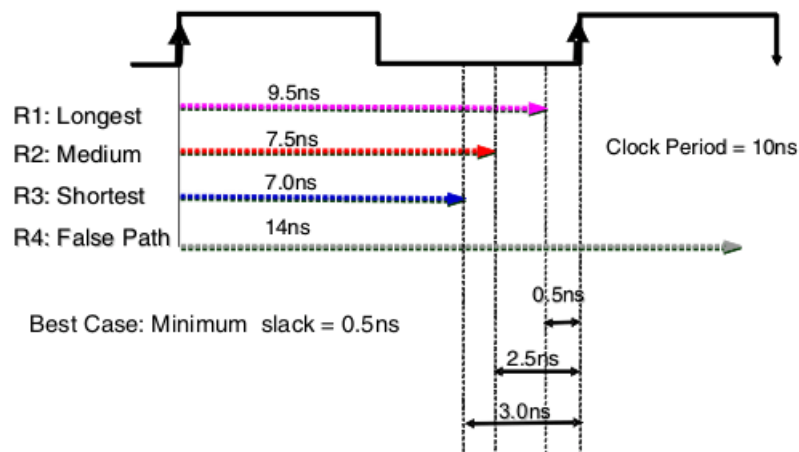 9.5ns
R1: Longest
7.5ns
R2: Medium
Clock Period = 10ns
7.0ns
R3: Shortest
14ns
R4: False Path
0.5ns
Best Case: Minimum slack = 0.5ns
2.5ns
3.0ns